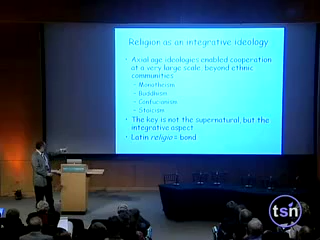 Religion as an integrative ideology
• Axial age ideologies enabled cooperation
at a very large scale, beyond ethnic
communities
– Monotheism
– Buddhism
– Confucianism
– Stoicism
• The key is not the supernatural, but the
integrative aspect
• Latin religio = bond
tsn